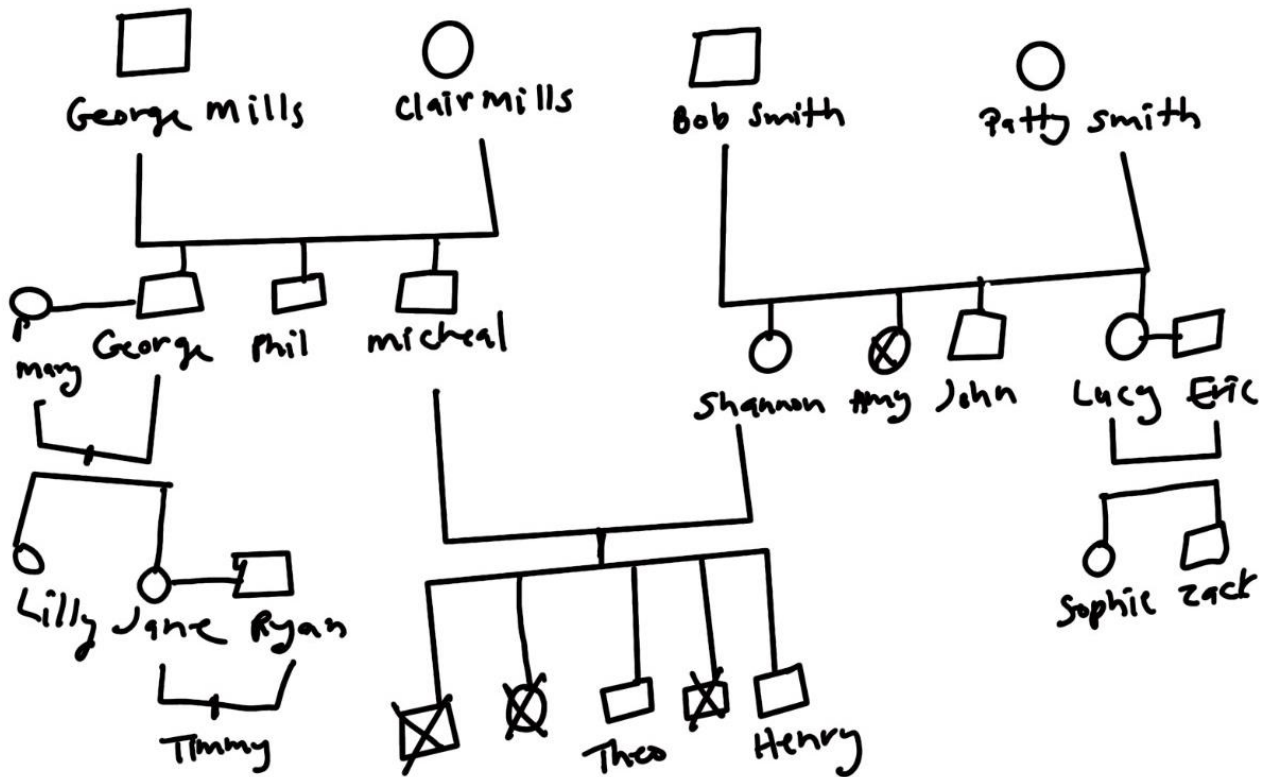 George Mills
Clair Mills
Bob Smith
Patty Smith
Mary
George
Phil
micheal
Shannon
Amy
John
Lucy
Eric
Lilly
Jane
Ryan
Sophie
Zack
Timmy
Theo
Henry